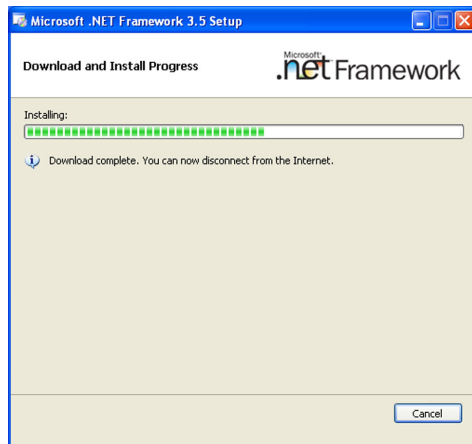 Microsoft .NET Framework 3.5 Setup
Download and Install Progress
Microsoft
.net Framework
Installing:
Download complete. You can now disconnect from the Internet.
Cancel